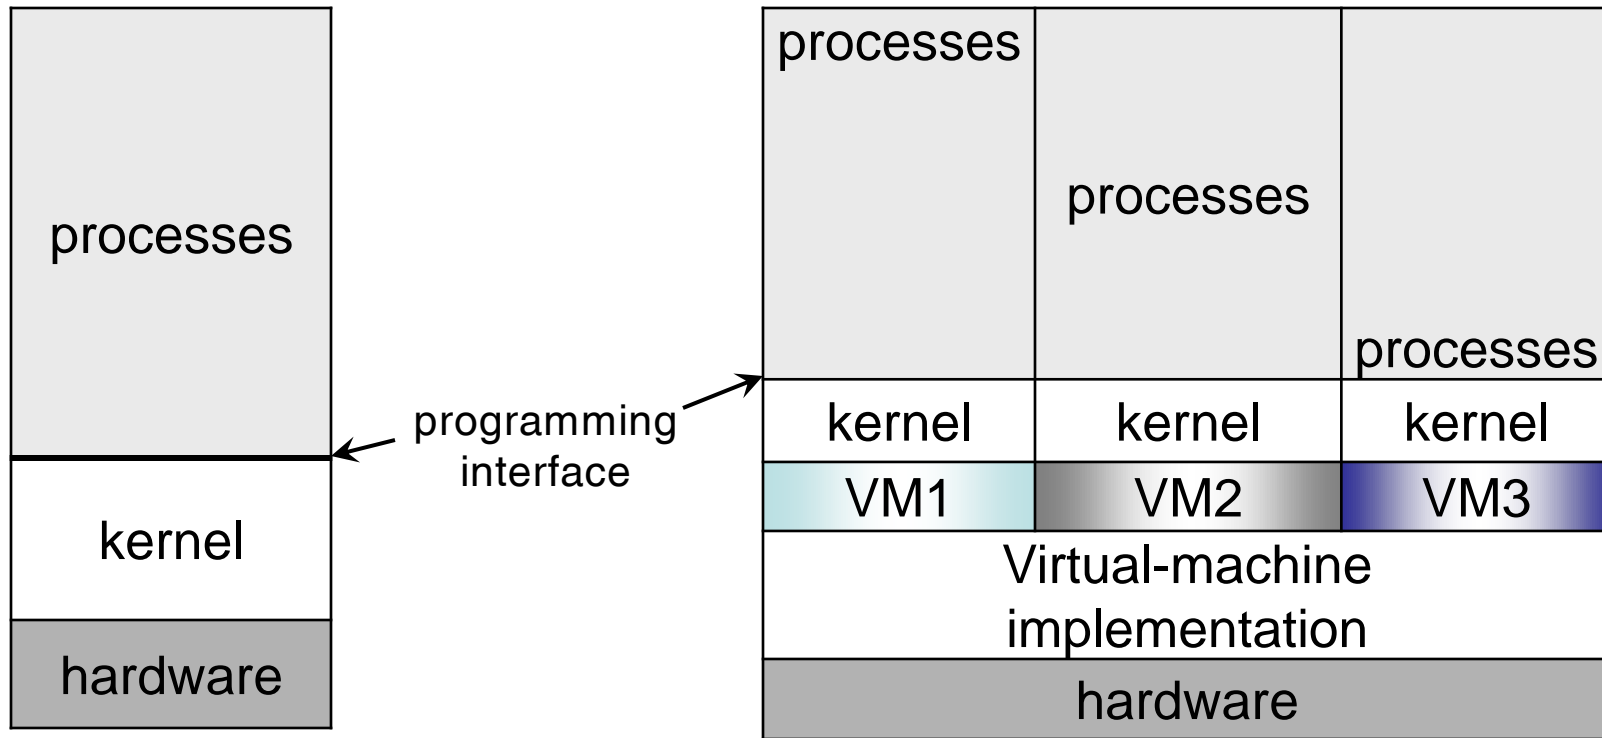 processes
kernel
hardware
programming
interface
processes
processes
processes
kernel
kernel
kernel
VM1
VM2
VM3
Virtual-machine
implementation
hardware